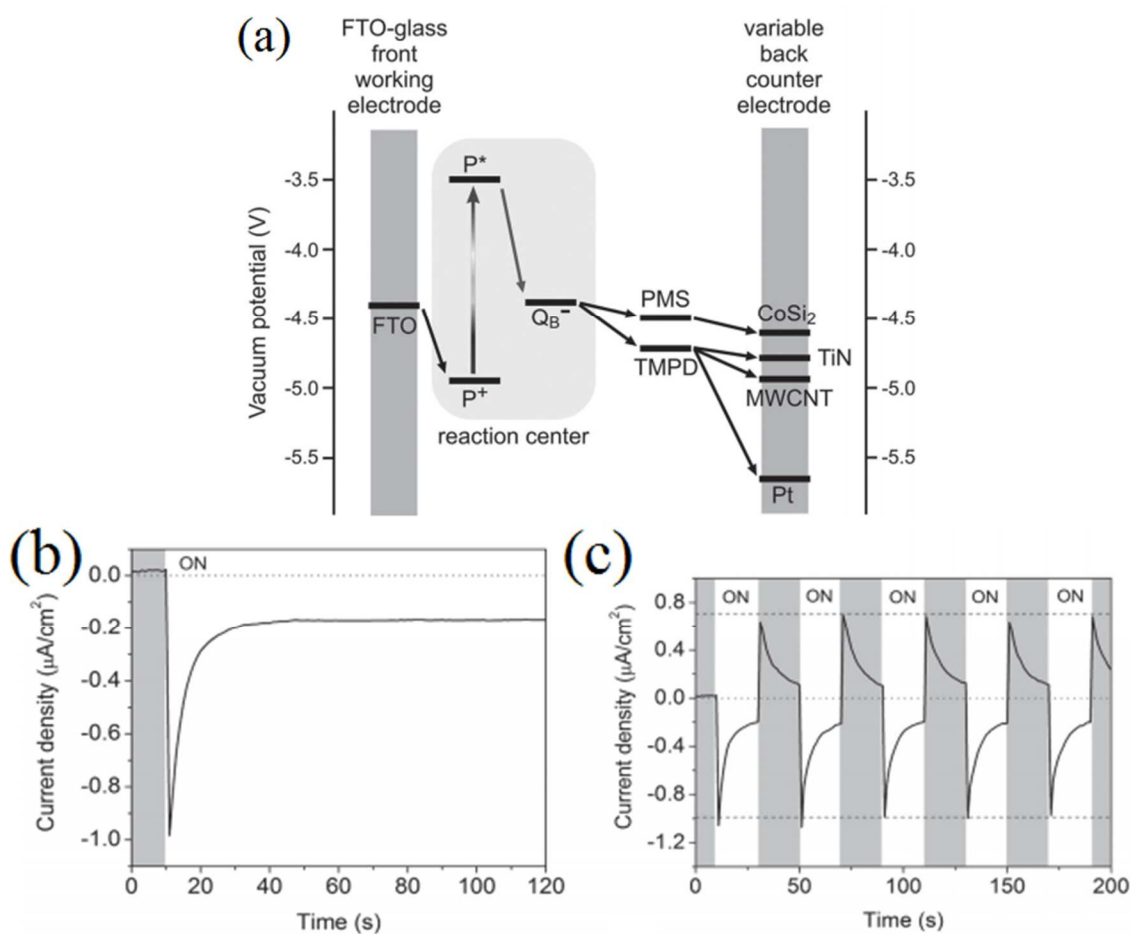 (a)
FTO-glass
front
working
electrode
variable
back
counter
electrode
Vacuum potential (V)
-3.5
-4.0
-4.5
-5.0
-5.5
P*
FTO
P+
QB-
reaction center
PMS
TMPD
CoSi2
TiN
MWCNT
Pt
-3.5
-4.0
-4.5
-5.0
-5.5
(b)
ON
Current density (µA/cm²)
0.0
-0.2
-0.4
-0.6
-0.8
-1.0
0 20 40 60 80 100 120
Time (s)
(c)
ON ON ON ON ON
Current density (µA/cm²)
0.8
0.4
0.0
-0.4
-0.8
-1.2
0 50 100 150 200
Time (s)